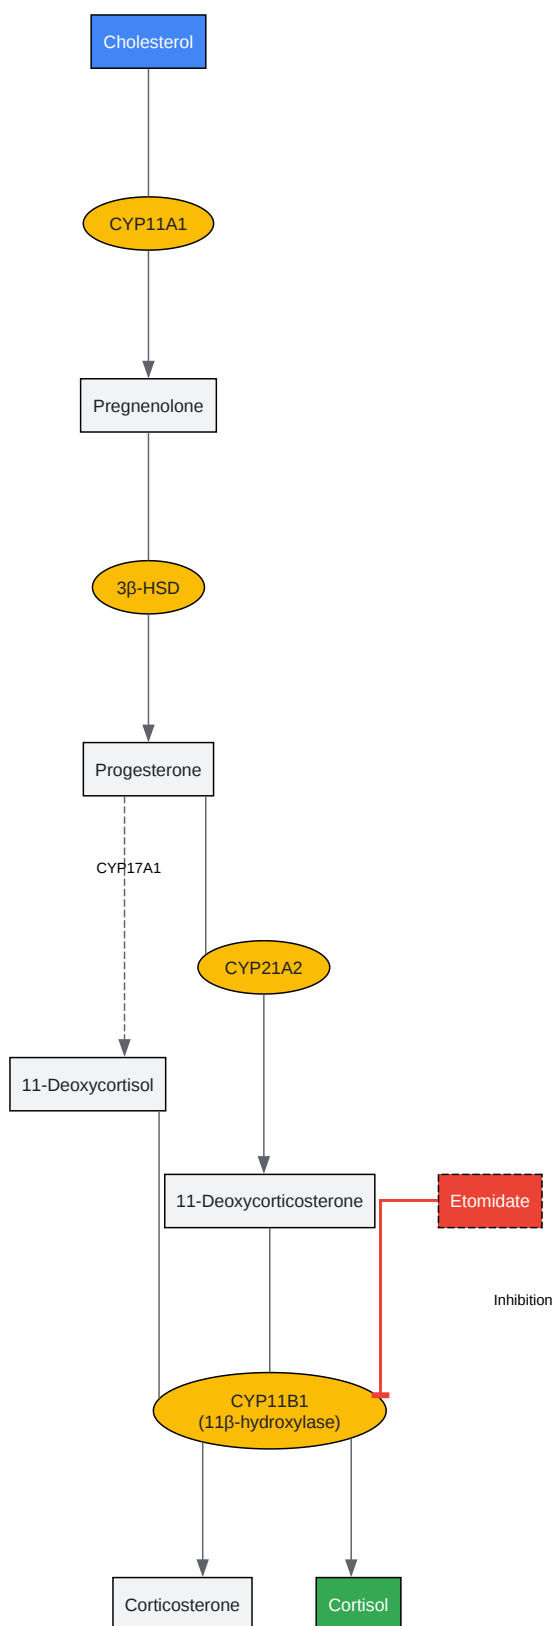 Cholesterol
CYP11A1
Pregnenolone
3β-HSD
Progesterone
CYP17A1
CYP21A2
11-Deoxycortisol
11-Deoxycorticosterone
Etomidate
Inhibition
CYP11B1
(11β-hydroxylase)
Corticosterone
Cortisol